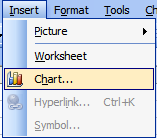 Insert Format Tools Ch
Picture
Worksheet
Chart...
Hyperlink... Ctrl+K
Symbol...